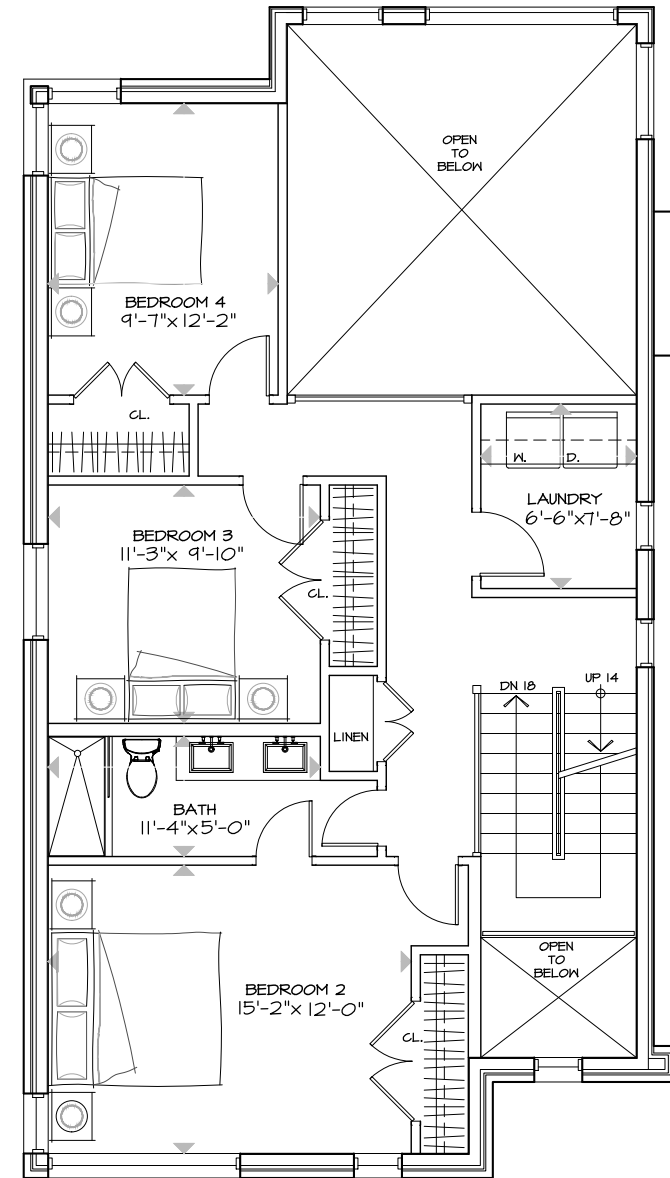 OPEN
TO
BELOW
BEDROOM 4
9'-7"x 12'-2"
CL.
W. D.
LAUNDRY
6'-6"x7'-8"
BEDROOM 3
11'-3"x 9'-10"
CL.
DN 18
UP 14
LINEN
BATH
11'-4"x5'-0"
OPEN
TO
BELOW
BEDROOM 2
15'-2"x 12'-0"
CL.